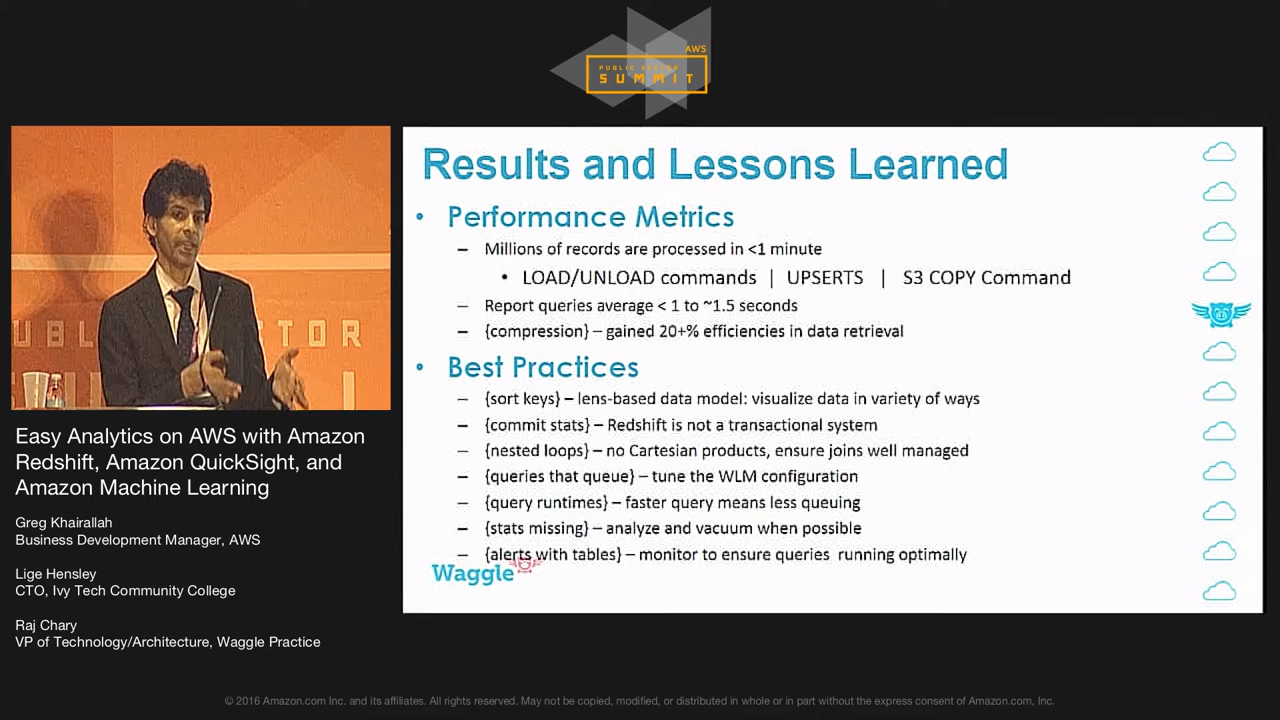 AWS
PUBLIC SECTOR
SUMMIT
Results and Lessons Learned
• Performance Metrics
– Millions of records are processed in <1 minute
• LOAD/UNLOAD commands | UPSERTS | S3 COPY Command
– Report queries average < 1 to ~1.5 seconds
– {compression} – gained 20+% efficiencies in data retrieval
• Best Practices
– {sort keys} – lens-based data model: visualize data in variety of ways
– {commit stats} – Redshift is not a transactional system
– {nested loops} – no Cartesian products, ensure joins well managed
– {queries that queue} – tune the WLM configuration
– {query runtimes} – faster query means less queuing
– {stats missing} – analyze and vacuum when possible
– {alerts with tables} – monitor to ensure queries running optimally
Waggle
Easy Analytics on AWS with Amazon
Redshift, Amazon QuickSight, and
Amazon Machine Learning
Greg Khairallah
Business Development Manager, AWS
Lige Hensley
CTO, Ivy Tech Community College
Raj Chary
VP of Technology/Architecture, Waggle Practice
© 2016 Amazon.com Inc. and its affiliates. All rights reserved. May not be copied, modified, or distributed in whole or in part without the express consent of Amazon.com, Inc.